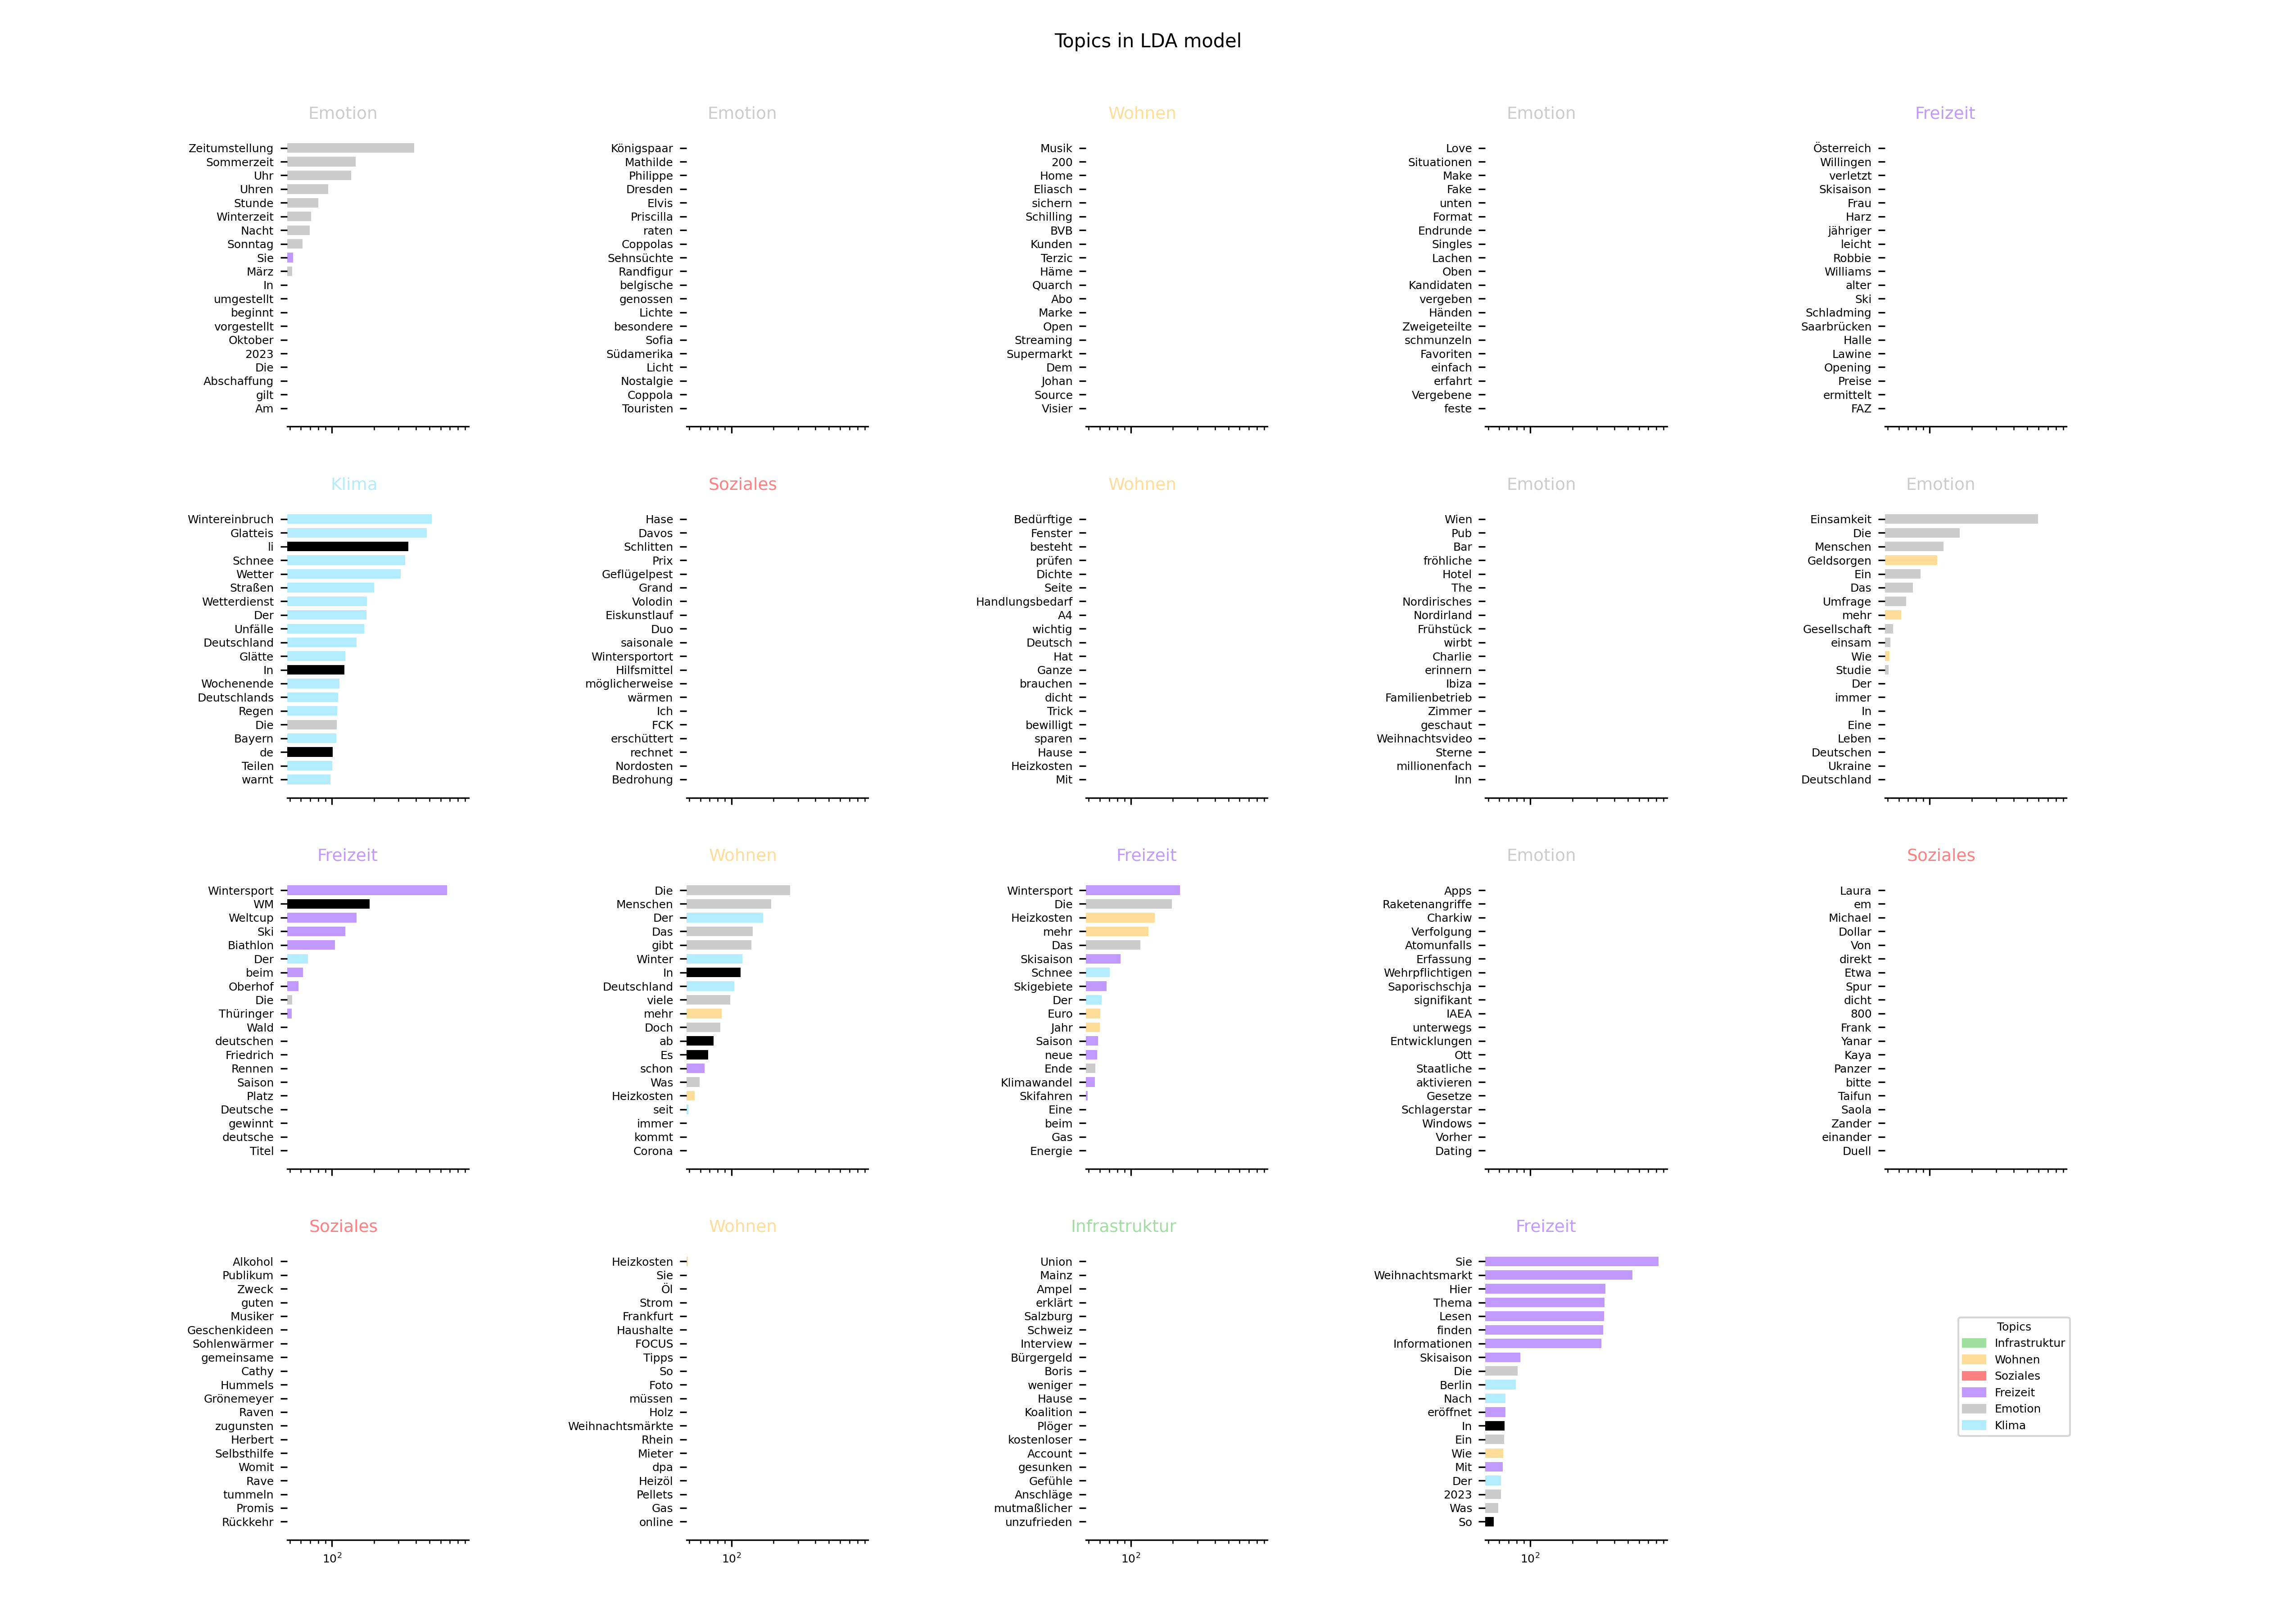 Topics in LDA model
Emotion
Zeitumstellung
Sommerzeit
Uhr
Uhren
Stunde
Winterzeit
Nacht
Sonntag
Sie
März
In
umgestellt
beginnt
vorgestellt
Oktober
2023
Die
Abschaffung
gilt
Am
Emotion
Königspaar
Mathilde
Philippe
Dresden
Elvis
Priscilla
raten
Coppolas
Sehnsüchte
Randfigur
belgische
genossen
Lichte
besondere
Sofia
Südamerika
Licht
Nostalgie
Coppola
Touristen
Wohnen
Musik
200
Home
Eliasch
sichern
Schilling
BVB
Kunden
Terzic
Häme
Quarch
Abo
Marke
Open
Streaming
Supermarkt
Dem
Johan
Source
Visier
Emotion
Love
Situationen
Make
Fake
unten
Format
Endrunde
Singles
Lachen
Oben
Kandidaten
vergeben
Händen
Zweigeteilte
schmunzeln
Favoriten
einfach
erfahrt
Vergebene
feste
Freizeit
Österreich
Willingen
verletzt
Skisaison
Frau
Harz
jähriger
leicht
Robbie
Williams
alter
Ski
Schladming
Saarbrücken
Halle
Lawine
Opening
Preise
ermittelt
FAZ
Klima
Wintereinbruch
Glatteis
li
Schnee
Wetter
Straßen
Wetterdienst
Der
Unfälle
Deutschland
Glätte
In
Wochenende
Deutschlands
Regen
Die
Bayern
de
Teilen
warnt
Soziales
Hase
Davos
Schlitten
Prix
Geflügelpest
Grand
Volodin
Eiskunstlauf
Duo
saisonale
Wintersportort
Hilfsmittel
möglicherweise
wärmen
Ich
FCK
erschüttert
rechnet
Nordosten
Bedrohung
Wohnen
Bedürftige
Fenster
besteht
prüfen
Dichte
Seite
Handlungsbedarf
A4
wichtig
Deutsch
Hat
Ganze
brauchen
dicht
Trick
bewilligt
sparen
Hause
Heizkosten
Mit
Emotion
Wien
Pub
Bar
fröhliche
Hotel
The
Nordirisches
Nordirland
Frühstück
wirbt
Charlie
erinnern
Ibiza
Familienbetrieb
Zimmer
geschaut
Weihnachtsvideo
Sterne
millionenfach
Inn
Emotion
Einsamkeit
Die
Menschen
Geldsorgen
Ein
Das
Umfrage
mehr
Gesellschaft
einsam
Wie
Studie
Der
immer
In
Eine
Leben
Deutschen
Ukraine
Deutschland
Freizeit
Wintersport
WM
Weltcup
Ski
Biathlon
Der
beim
Oberhof
Die
Thüringer
Wald
deutschen
Friedrich
Rennen
Saison
Platz
Deutsche
gewinnt
deutsche
Titel
Wohnen
Die
Menschen
Der
Das
gibt
Winter
In
Deutschland
viele
mehr
Doch
ab
Es
schon
Was
Heizkosten
seit
immer
kommt
Corona
Freizeit
Wintersport
Die
Heizkosten
mehr
Das
Skisaison
Schnee
Skigebiete
Der
Euro
Jahr
Saison
neue
Ende
Klimawandel
Skifahren
Eine
beim
Gas
Energie
Emotion
Apps
Raketenangriffe
Charkiw
Verfolgung
Atomunfalls
Erfassung
Wehrpflichtigen
Saporischschja
signifikant
IAEA
unterwegs
Entwicklungen
Ott
Staatliche
aktivieren
Gesetze
Schlagerstar
Windows
Vorher
Dating
Soziales
Laura
em
Michael
Dollar
Von
direkt
Etwa
Spur
dicht
800
Frank
Yanar
Kaya
Panzer
bitte
Taifun
Saola
Zander
einander
Duell
Soziales
Alkohol
Publikum
Zweck
guten
Musiker
Geschenkideen
Sohlenwärmer
gemeinsame
Cathy
Hummels
Grönemeyer
Raven
zugunsten
Herbert
Selbsthilfe
Womit
Rave
tummeln
Promis
Rückkehr
10²
Wohnen
Heizkosten
Sie
Öl
Strom
Frankfurt
Haushalte
FOCUS
Tipps
So
Foto
müssen
Holz
Weihnachtsmärkte
Rhein
Mieter
dpa
Heizöl
Pellets
Gas
online
10²
Infrastruktur
Union
Mainz
Ampel
erklärt
Salzburg
Schweiz
Interview
Bürgergeld
Boris
weniger
Hause
Koalition
Plöger
kostenloser
Account
gesunken
Gefühle
Anschläge
mutmaßlicher
unzufrieden
10²
Freizeit
Sie
Weihnachtsmarkt
Hier
Thema
Lesen
finden
Informationen
Skisaison
Die
Berlin
Nach
eröffnet
In
Ein
Wie
Mit
Der
2023
Was
So
10²
Topics
Infrastruktur
Wohnen
Soziales
Freizeit
Emotion
Klima